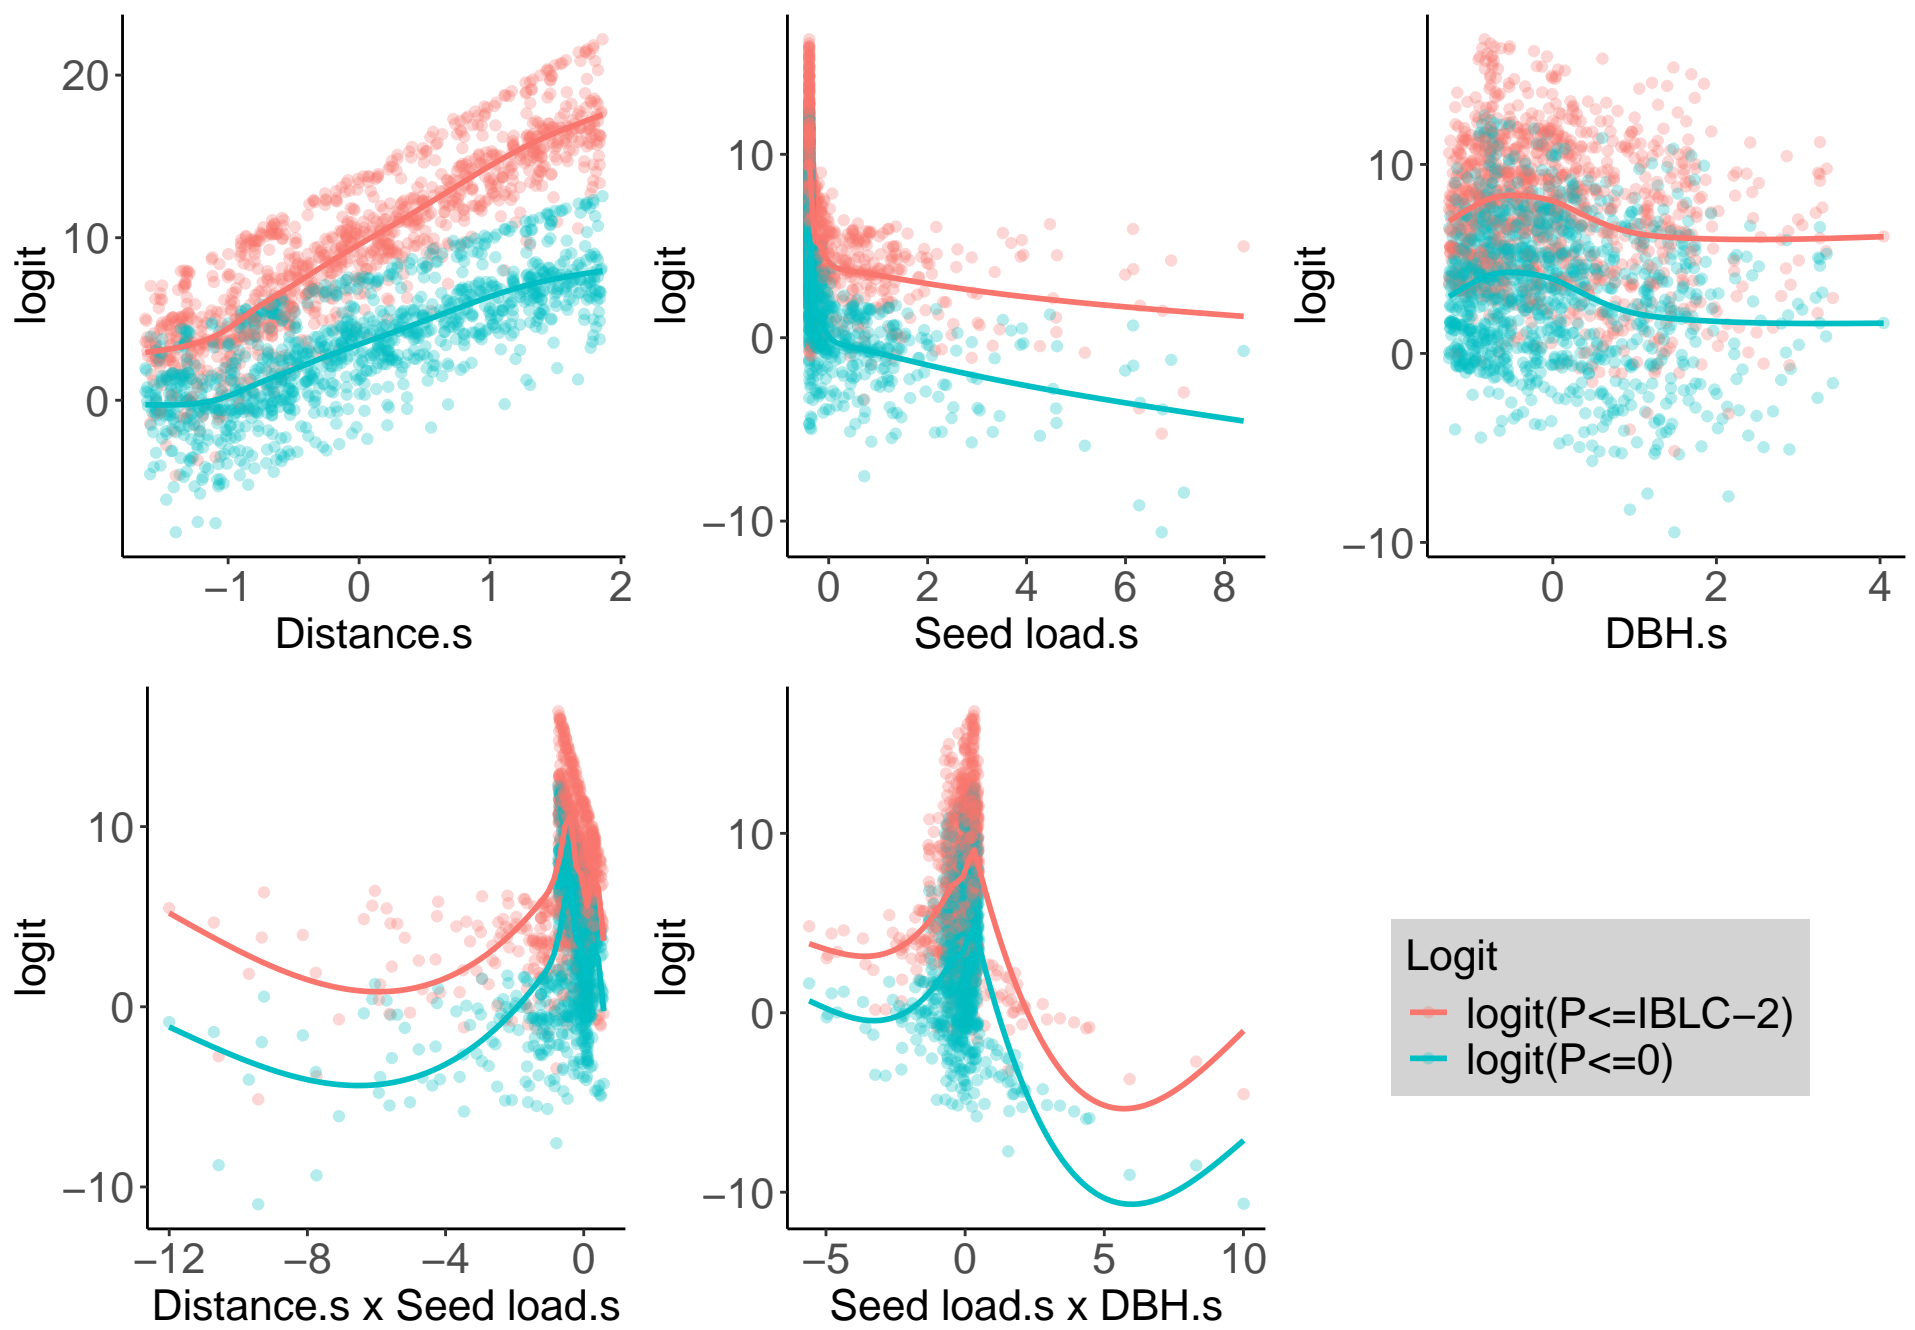 20
10
0
logit
−1
0
1
2
Distance.s
10
0
−10
logit
0
2
4
6
8
Seed load.s
10
0
−10
logit
0
2
4
DBH.s
10
0
−10
logit
−12
−8
−4
0
Distance.s x Seed load.s
10
0
−10
logit
−5
0
5
10
Seed load.s x DBH.s
Logit
logit(P<=IBLC−2)
logit(P<=0)